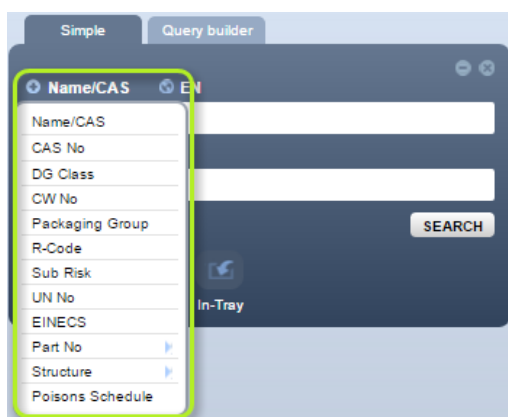 Simple Query builder
Name/CAS EN
Name/CAS
CAS No
DG Class
CW No
Packaging Group
SEARCH
R-Code
Sub Risk
UN No
In-Tray
EINECS
Part No
Structure
Poisons Schedule